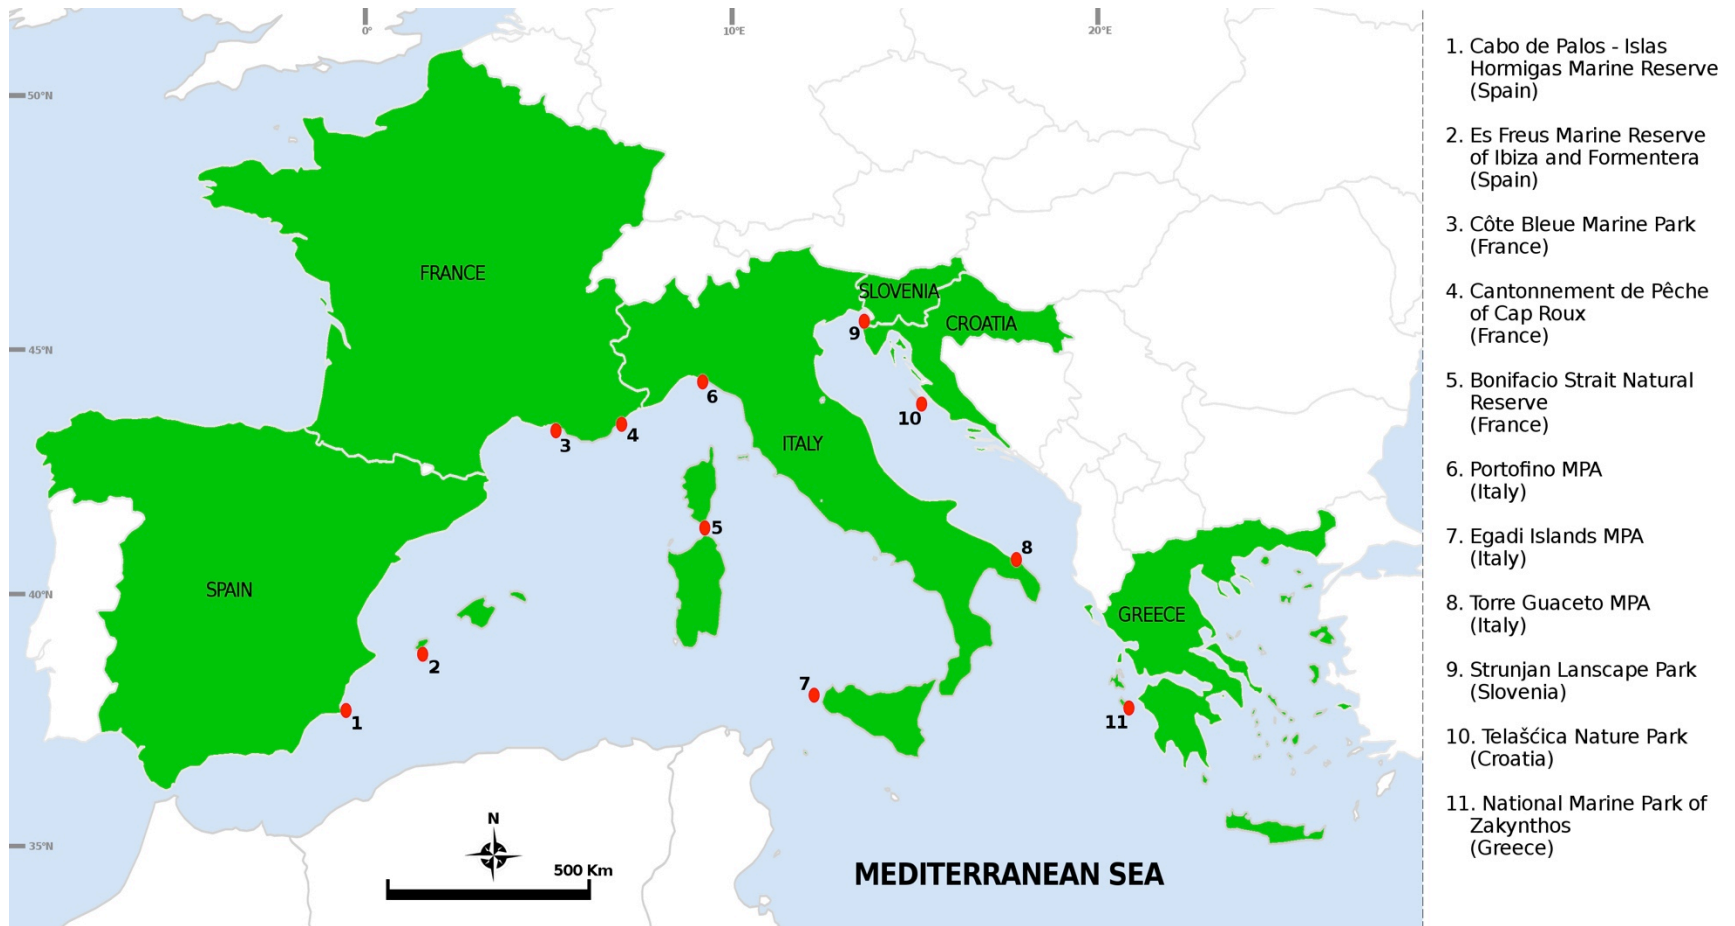 0°
10°E
20°E
50°N
45°N
40°N
35°N
FRANCE
SLOVENIA
CROATIA
ITALY
SPAIN
GREECE
9
6
10
4
3
5
8
2
7
1
11
N
500 Km
MEDITERRANEAN SEA
1. Cabo de Palos - Islas
Hormigas Marine Reserve
(Spain)
2. Es Freus Marine Reserve
of Ibiza and Formentera
(Spain)
3. Côte Bleue Marine Park
(France)
4. Cantonnement de Pêche
of Cap Roux
(France)
5. Bonifacio Strait Natural
Reserve
(France)
6. Portofino MPA
(Italy)
7. Egadi Islands MPA
(Italy)
8. Torre Guaceto MPA
(Italy)
9. Strunjan Lanscape Park
(Slovenia)
10. Telašćica Nature Park
(Croatia)
11. National Marine Park of
Zakynthos
(Greece)